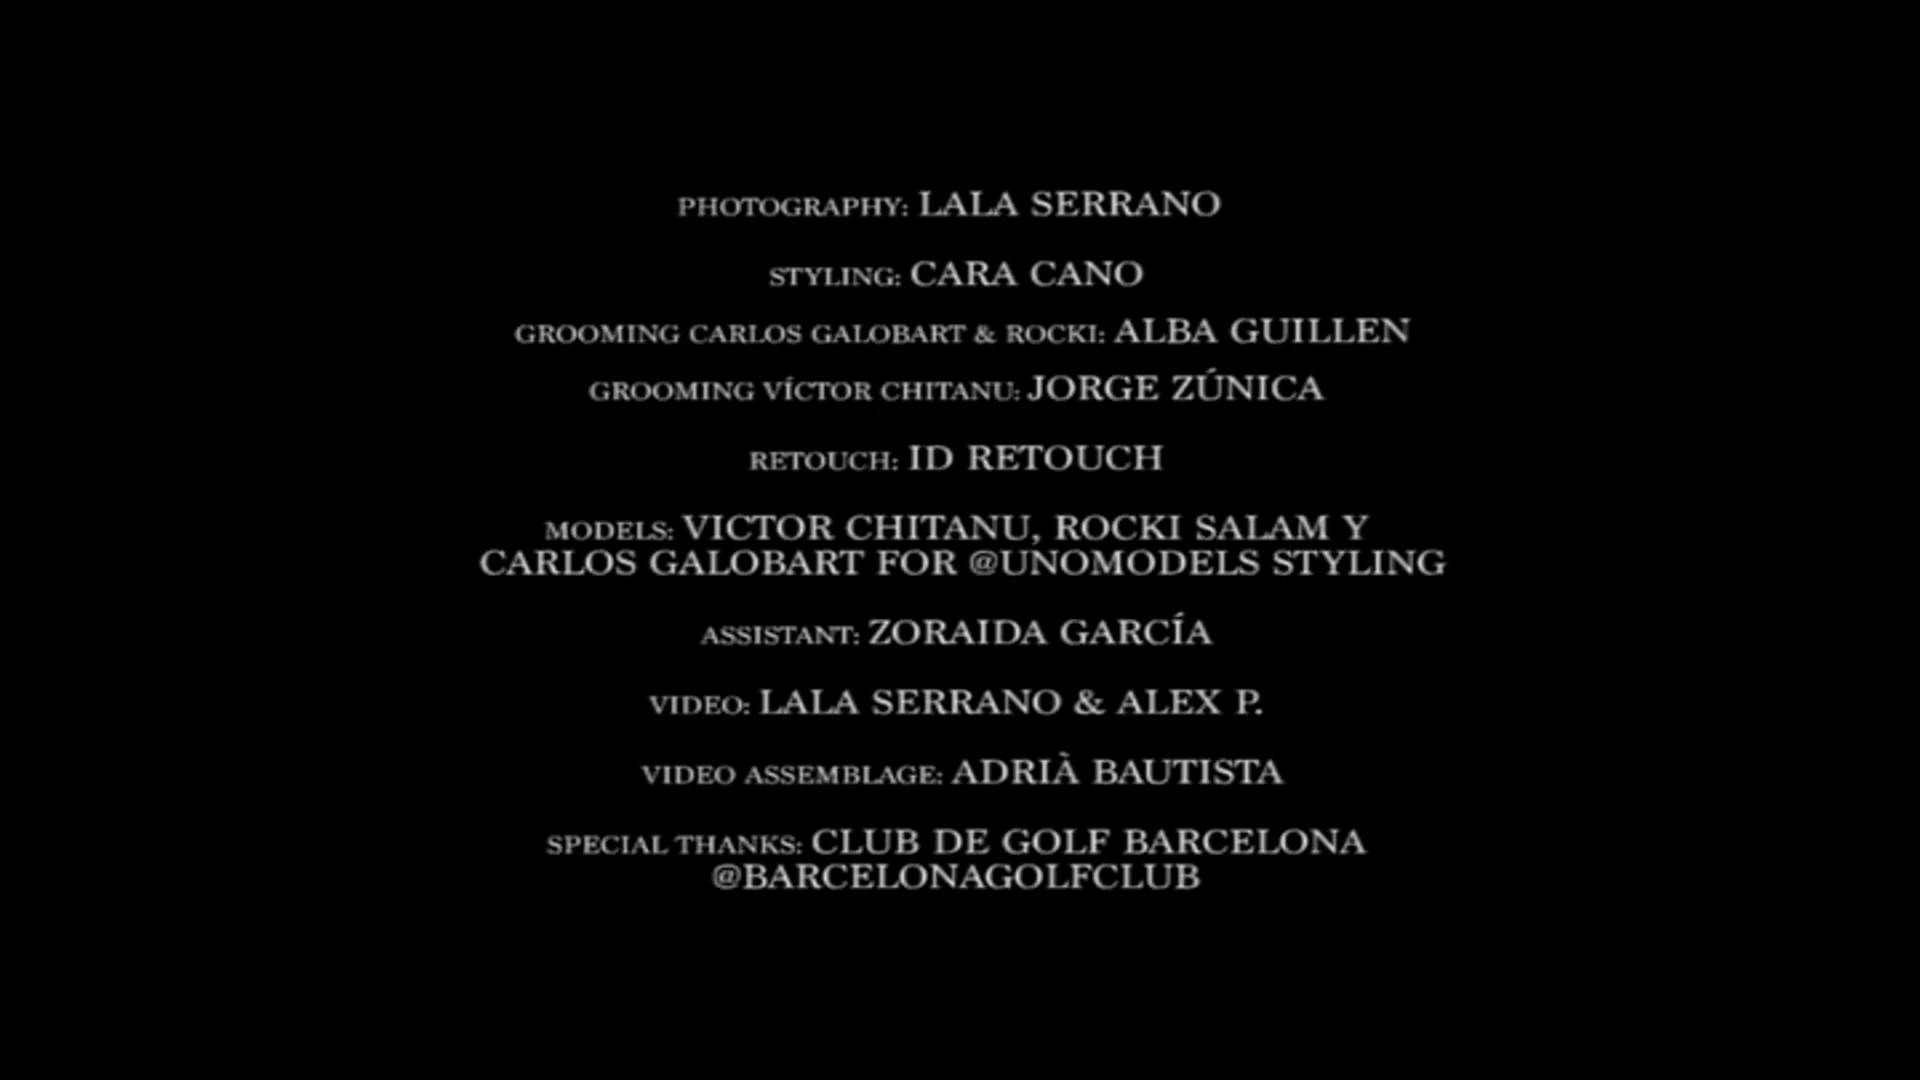 PHOTOGRAPHY: LALA SERRANO
STYLING: CARA CANO
GROOMING CARLOS GALOBART & ROCKI: ALBA GUILLEN
GROOMING VÍCTOR CHITANU: JORGE ZÚNICA
RETOUCH: ID RETOUCH
MODELS: VICTOR CHITANU, ROCKI SALAM Y
CARLOS GALOBART FOR @UNOMODELS STYLING
ASSISTANT: ZORAIDA GARCÍA
VIDEO: LALA SERRANO & ALEX P.
VIDEO ASSEMBLAGE: ADRIÀ BAUTISTA
SPECIAL THANKS: CLUB DE GOLF BARCELONA
@BARCELONAGOLFCLUB